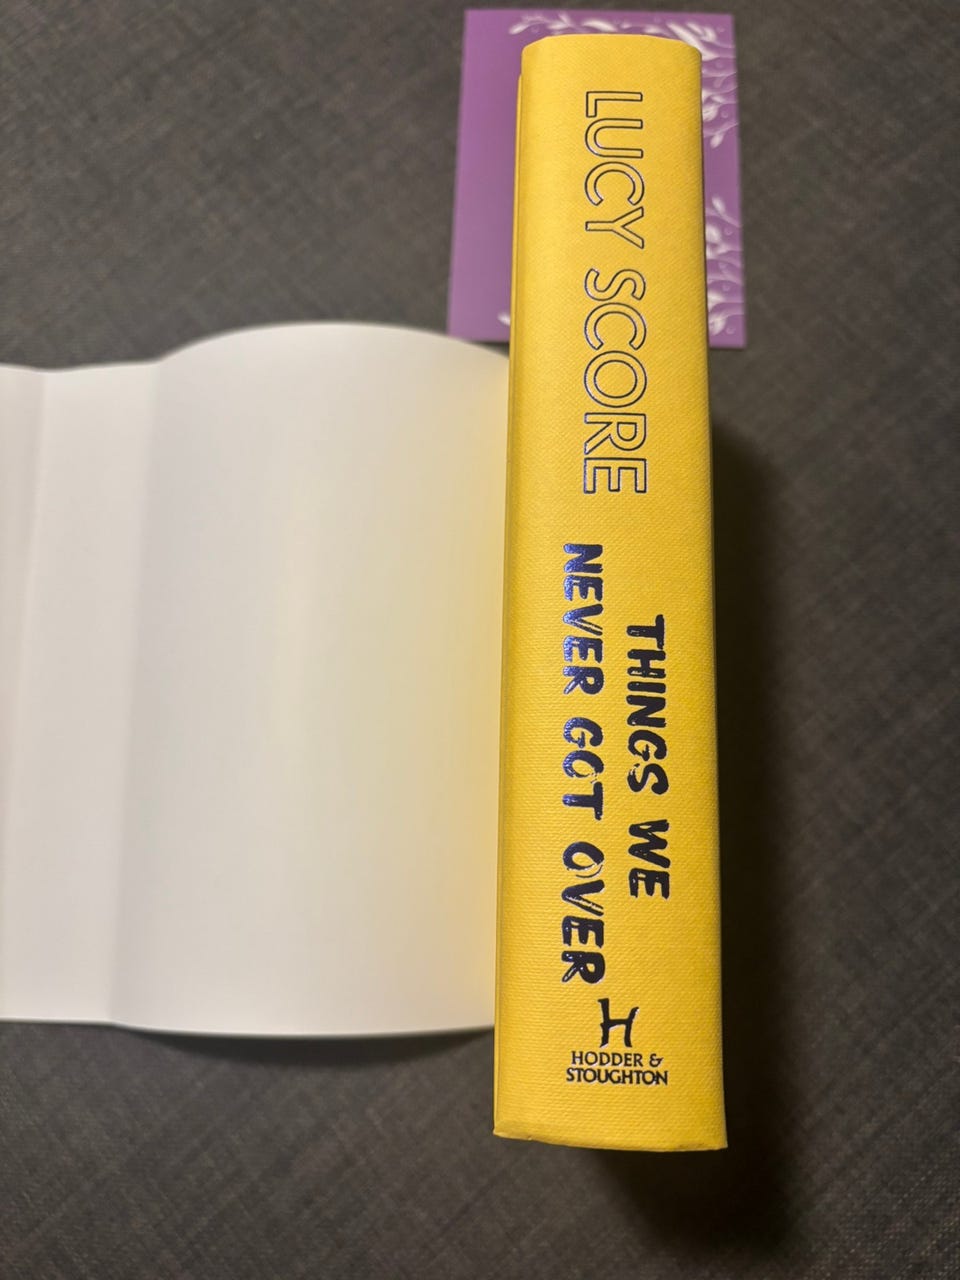 LUCY SCORE
THINGS WE
NEVER GOT OVER
H
HODDER &
STOUGHTON